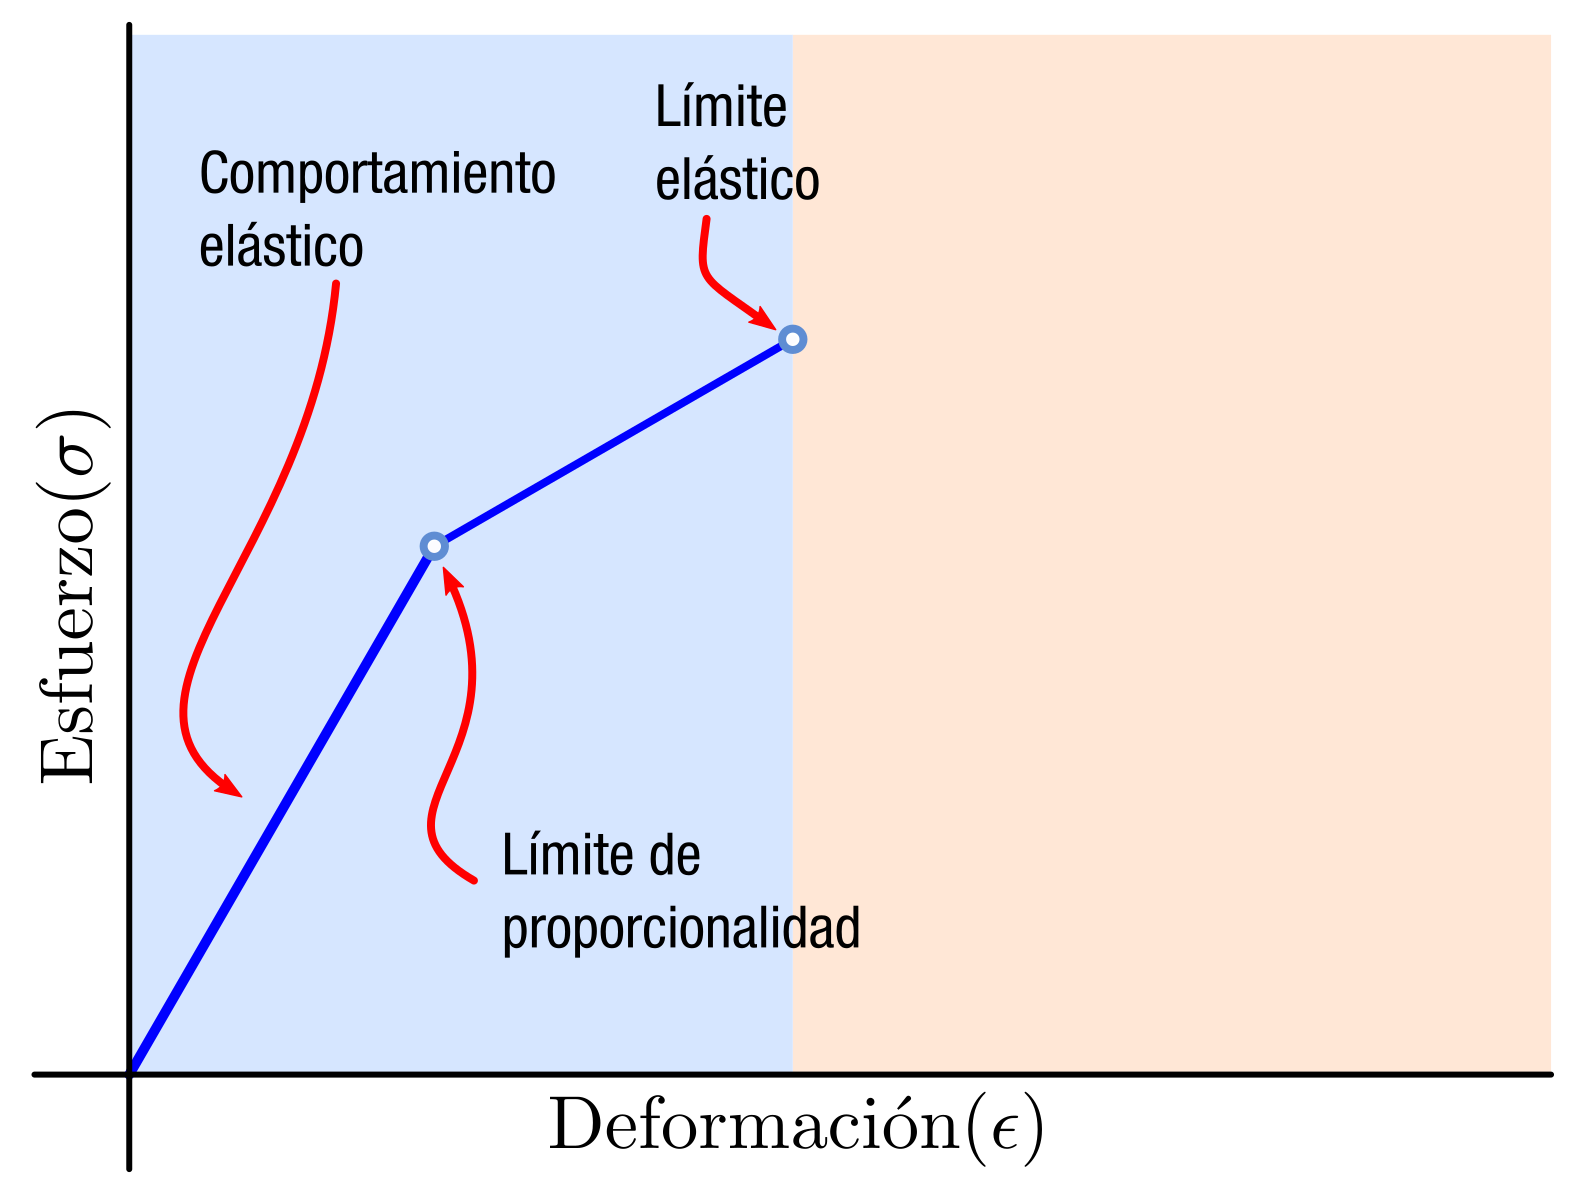 Límite
elástico
Comportamiento
elástico
Esfuerzo(σ)
Límite de
proporcionalidad
Deformación(ϵ)